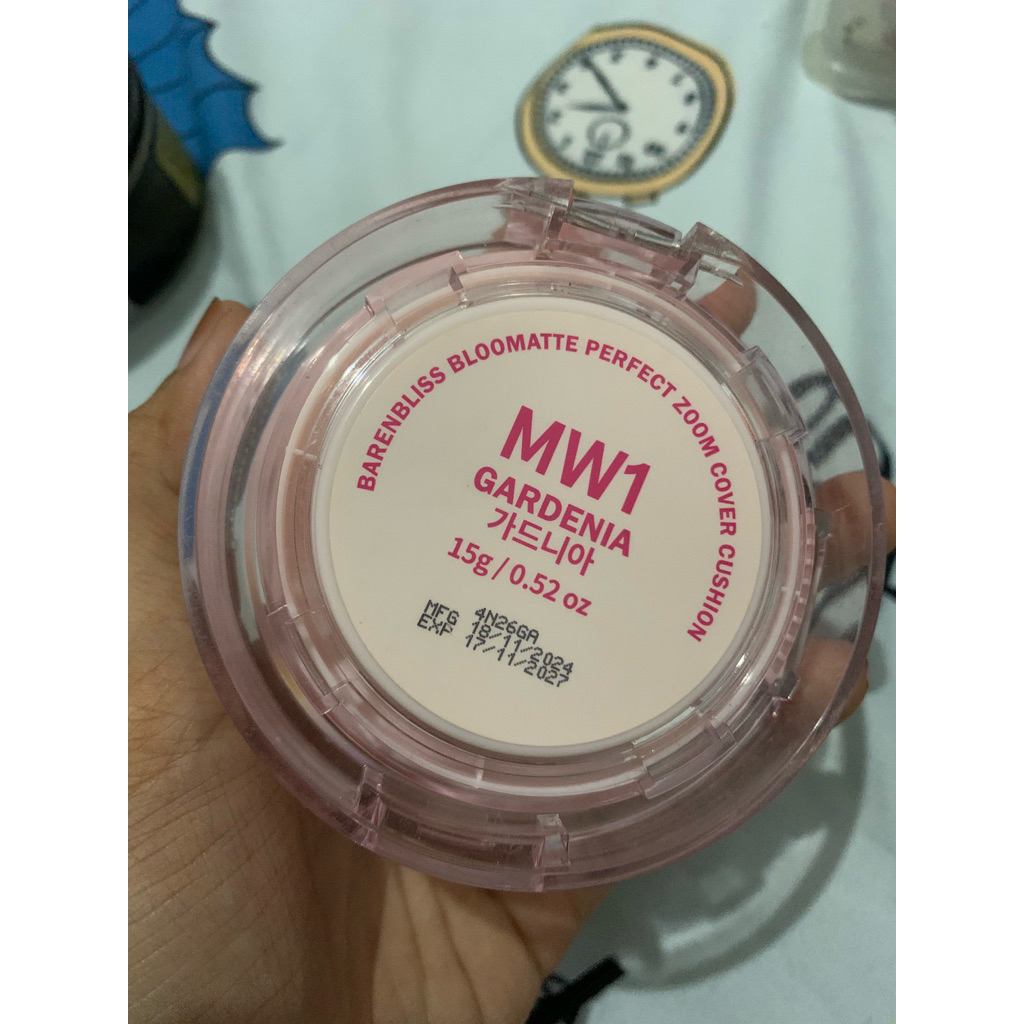 BARENBLISS BLOOMATTE PERFECT ZOOM COVER CUSHION
MW1
GARDENIA
가드니아
15g / 0.52 oz
4N26GA
MFG 18/11/2024
EXP 17/11/2027